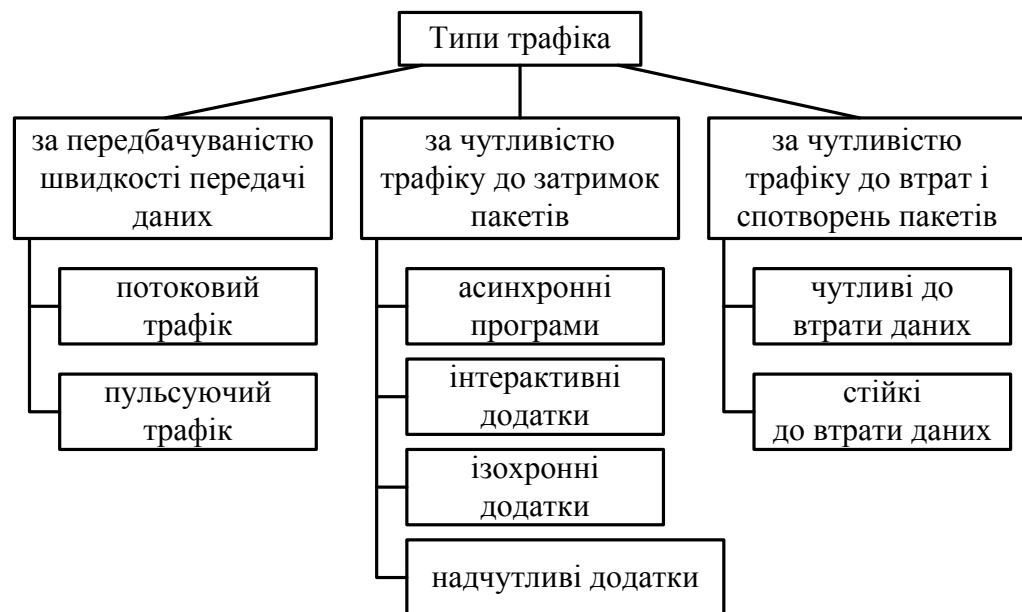 Типи трафіка
за передбачуваністю
швидкості передачі
даних
потоковий
трафік
пульсуючий
трафік
за чутливістю
трафіку до затримок
пакетів
асинхронні
програми
інтерактивні
додатки
ізохронні
додатки
надчутливі додатки
за чутливістю
трафіку до втрат і
спотворень пакетів
чутливі до
втрати даних
стійкі
до втрати даних